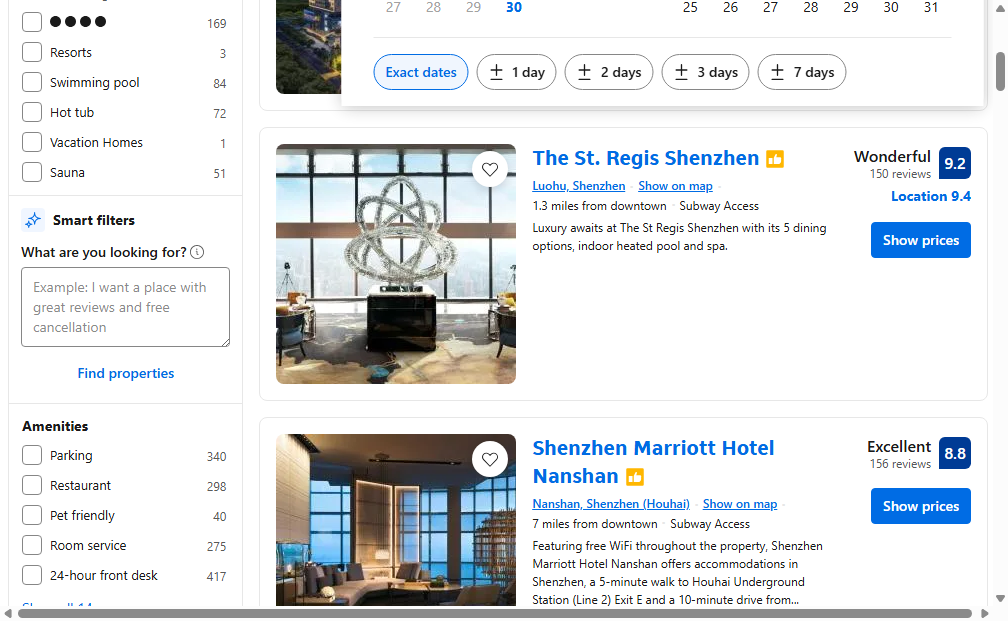 27 28 29 30 25 26 27 28 29 30 31
Exact dates ± 1 day ± 2 days ± 3 days ± 7 days
169
Resorts 3
Swimming pool 84
Hot tub 72
Vacation Homes 1
Sauna 51
Smart filters
What are you looking for?
Example: I want a place with
great reviews and free
cancellation
Find properties
Amenities
Parking 340
Restaurant 298
Pet friendly 40
Room service 275
24-hour front desk 417
The St. Regis Shenzhen
Luohu, Shenzhen · Show on map ·
1.3 miles from downtown · Subway Access
Luxury awaits at The St Regis Shenzhen with its 5 dining
options, indoor heated pool and spa.
Wonderful 9.2
150 reviews
Location 9.4
Show prices
Shenzhen Marriott Hotel
Nanshan
Nanshan, Shenzhen (Houhai) · Show on map ·
7 miles from downtown · Subway Access
Featuring free WiFi throughout the property, Shenzhen
Marriott Hotel Nanshan offers accommodations in
Shenzhen, a 5-minute walk to Houhai Underground
Station (Line 2) Exit E and a 10-minute drive from...
Excellent 8.8
156 reviews
Show prices